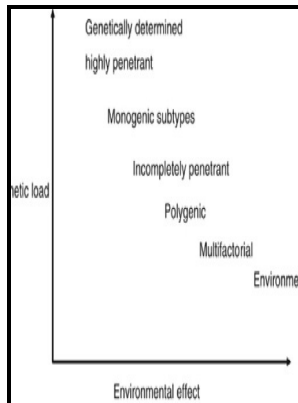 Genetically determined
highly penetrant
Monogenic subtypes
Incompletely penetrant
netic load
Polygenic
Multifactorial
Environme
Environmental effect